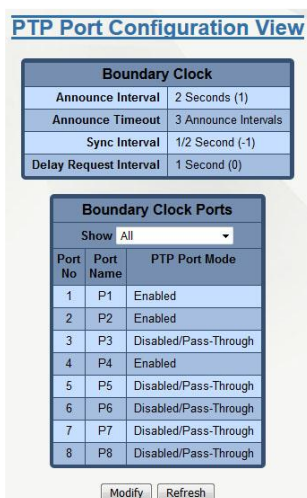 PTP Port Configuration View
Boundary Clock
Announce Interval 2 Seconds (1)
Announce Timeout 3 Announce Intervals
Sync Interval 1/2 Second (-1)
Delay Request Interval 1 Second (0)
Boundary Clock Ports
Show All
Port No Port Name PTP Port Mode
1 P1 Enabled
2 P2 Enabled
3 P3 Disabled/Pass-Through
4 P4 Enabled
5 P5 Disabled/Pass-Through
6 P6 Disabled/Pass-Through
7 P7 Disabled/Pass-Through
8 P8 Disabled/Pass-Through
Modify Refresh